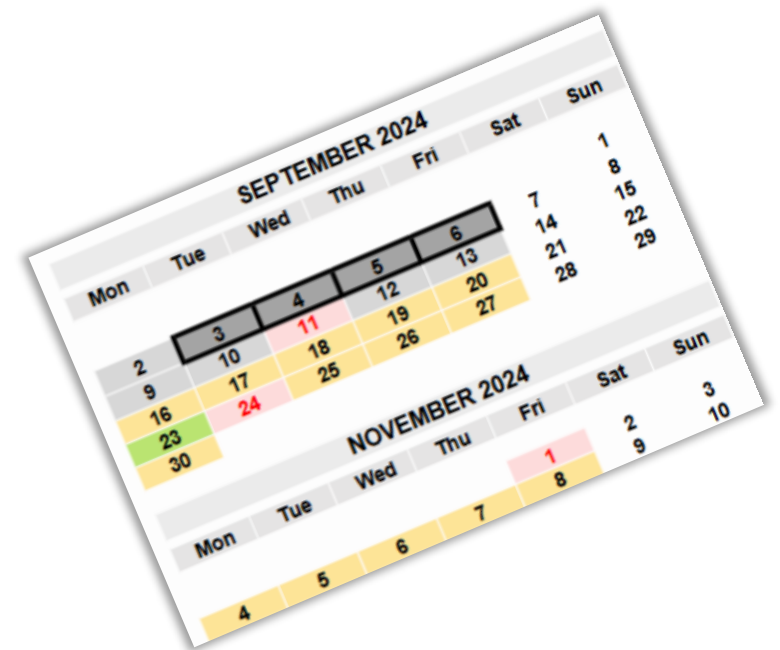 SEPTEMBER 2024
Mon Tue Wed Thu Fri Sat Sun
1
2 3 4 5 6 7 8
9 10 11 12 13 14 15
16 17 18 19 20 21 22
23 24 25 26 27 28 29
30
NOVEMBER 2024
Mon Tue Wed Thu Fri Sat Sun
1 2 3
4 5 6 7 8 9 10